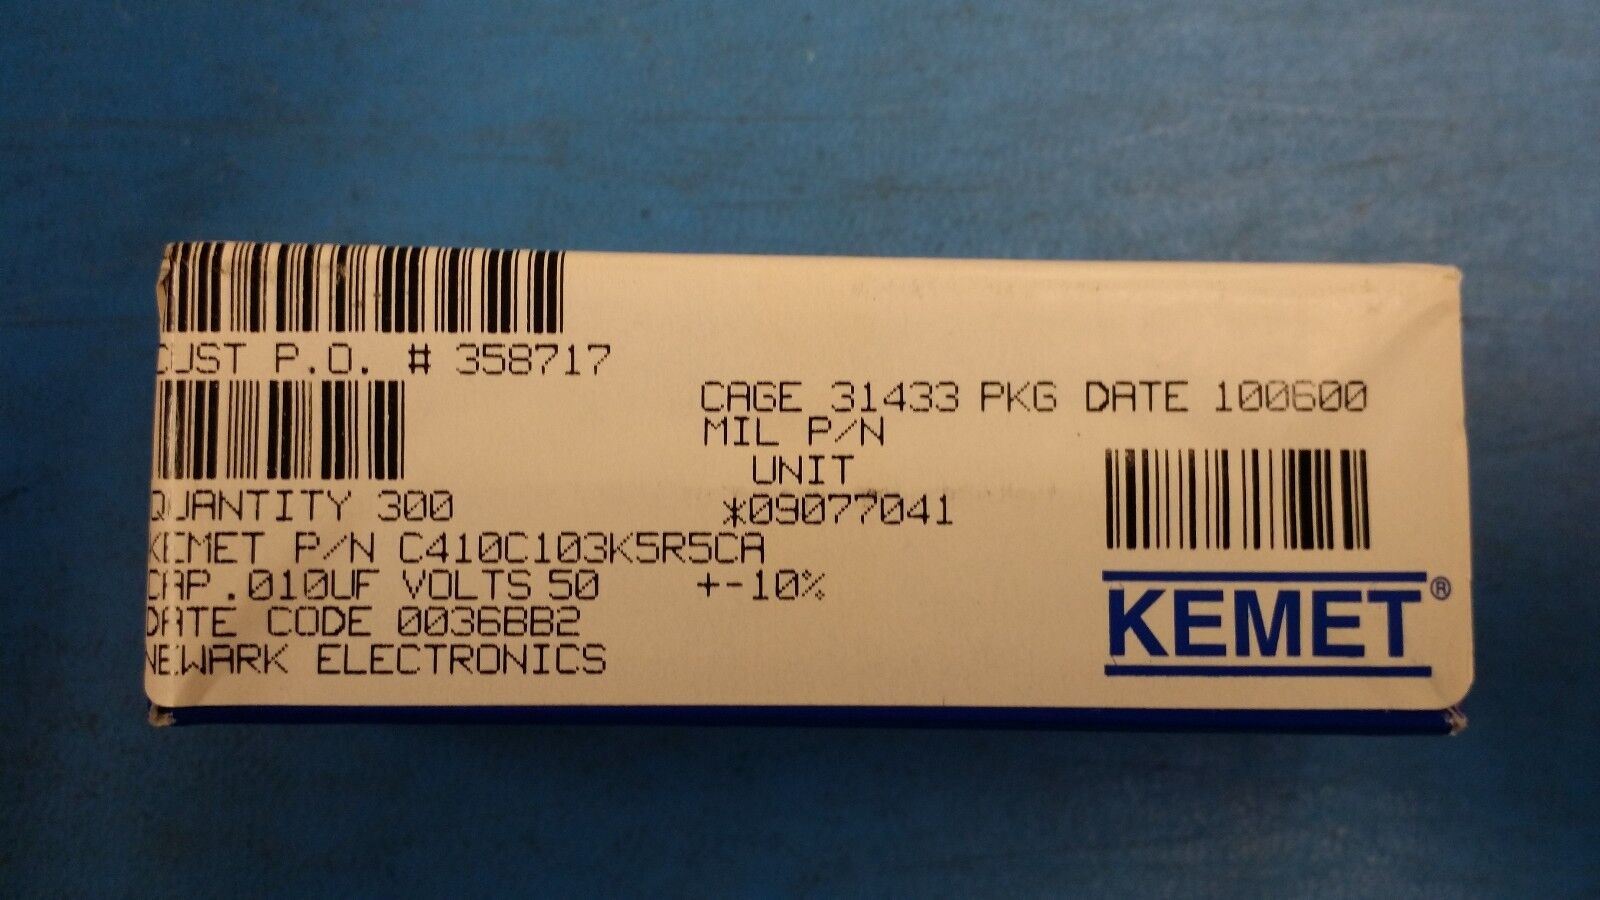 CUST P.O. # 358717
CAGE 31433 PKG DATE 100600
MIL P/N
UNIT
QUANTITY 300
*09077041
KEMET P/N C410C103K5R5CA
CAP .010UF VOLTS 50 +-10%
DATE CODE 0036BB2
NEWARK ELECTRONICS
KEMET®